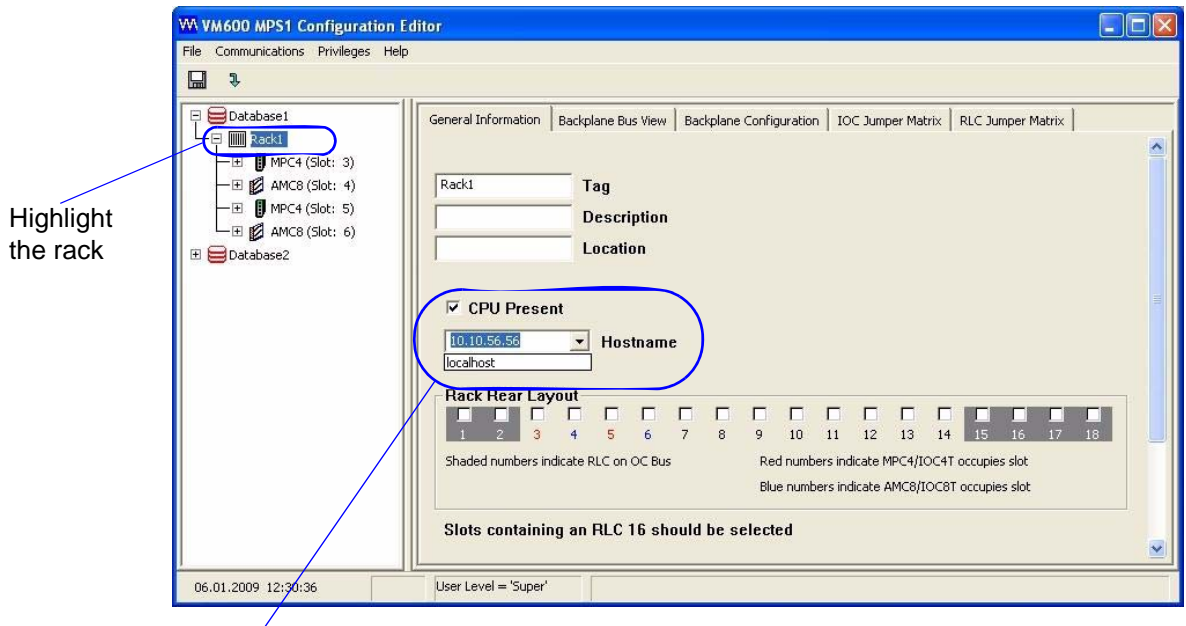 VM600 MPS1 Configuration Editor
File Communications Privileges Help
Database1
Rack1
MPC4 (Slot: 3)
AMC8 (Slot: 4)
MPC4 (Slot: 5)
AMC8 (Slot: 6)
Database2
Highlight
the rack
General Information Backplane Bus View Backplane Configuration IOC Jumper Matrix RLC Jumper Matrix
Rack1 Tag
Description
Location
CPU Present
10.10.56.56 Hostname
localhost
Rack Rear Layout
1 2 3 4 5 6 7 8 9 10 11 12 13 14 15 16 17 18
Shaded numbers indicate RLC on OC Bus Red numbers indicate MPC4/IOC4T occupies slot
Blue numbers indicate AMC8/IOC8T occupies slot
Slots containing an RLC 16 should be selected
06.01.2009 12:30:36 User Level = 'Super'